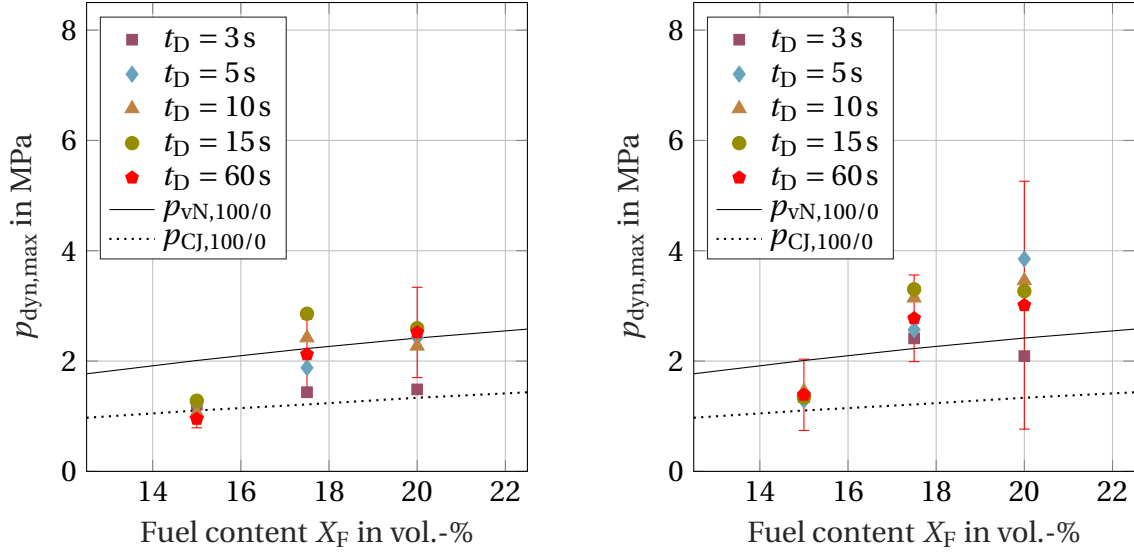 8
6
4
2
0
14
16
18
20
22
p_dyn,max in MPa
Fuel content X_F in vol.-%
t_D = 3 s
t_D = 5 s
t_D = 10 s
t_D = 15 s
t_D = 60 s
p_vN,100/0
p_CJ,100/0
8
6
4
2
0
14
16
18
20
22
p_dyn,max in MPa
Fuel content X_F in vol.-%
t_D = 3 s
t_D = 5 s
t_D = 10 s
t_D = 15 s
t_D = 60 s
p_vN,100/0
p_CJ,100/0